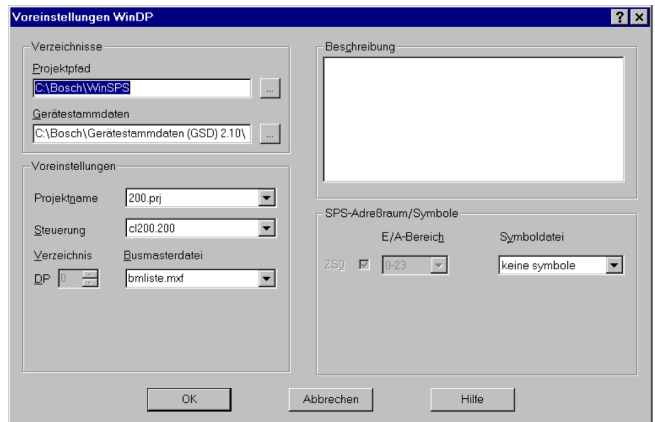 Voreinstellungen WinDP
Verzeichnisse
Projektpfad
C:\Bosch\WinSPS
...
Gerätestammdaten
C:\Bosch\Gerätestammdaten (GSD) 2.10\
...
Beschreibung
Voreinstellungen
Projektname
200.prj
Steuerung
cl200.200
Verzeichnis
Busmasterdatei
DP
0
bmliste.mxf
SPS-Adreßraum/Symbole
E/A-Bereich
Symboldatei
ZS0
0-23
keine symbole
OK
Abbrechen
Hilfe